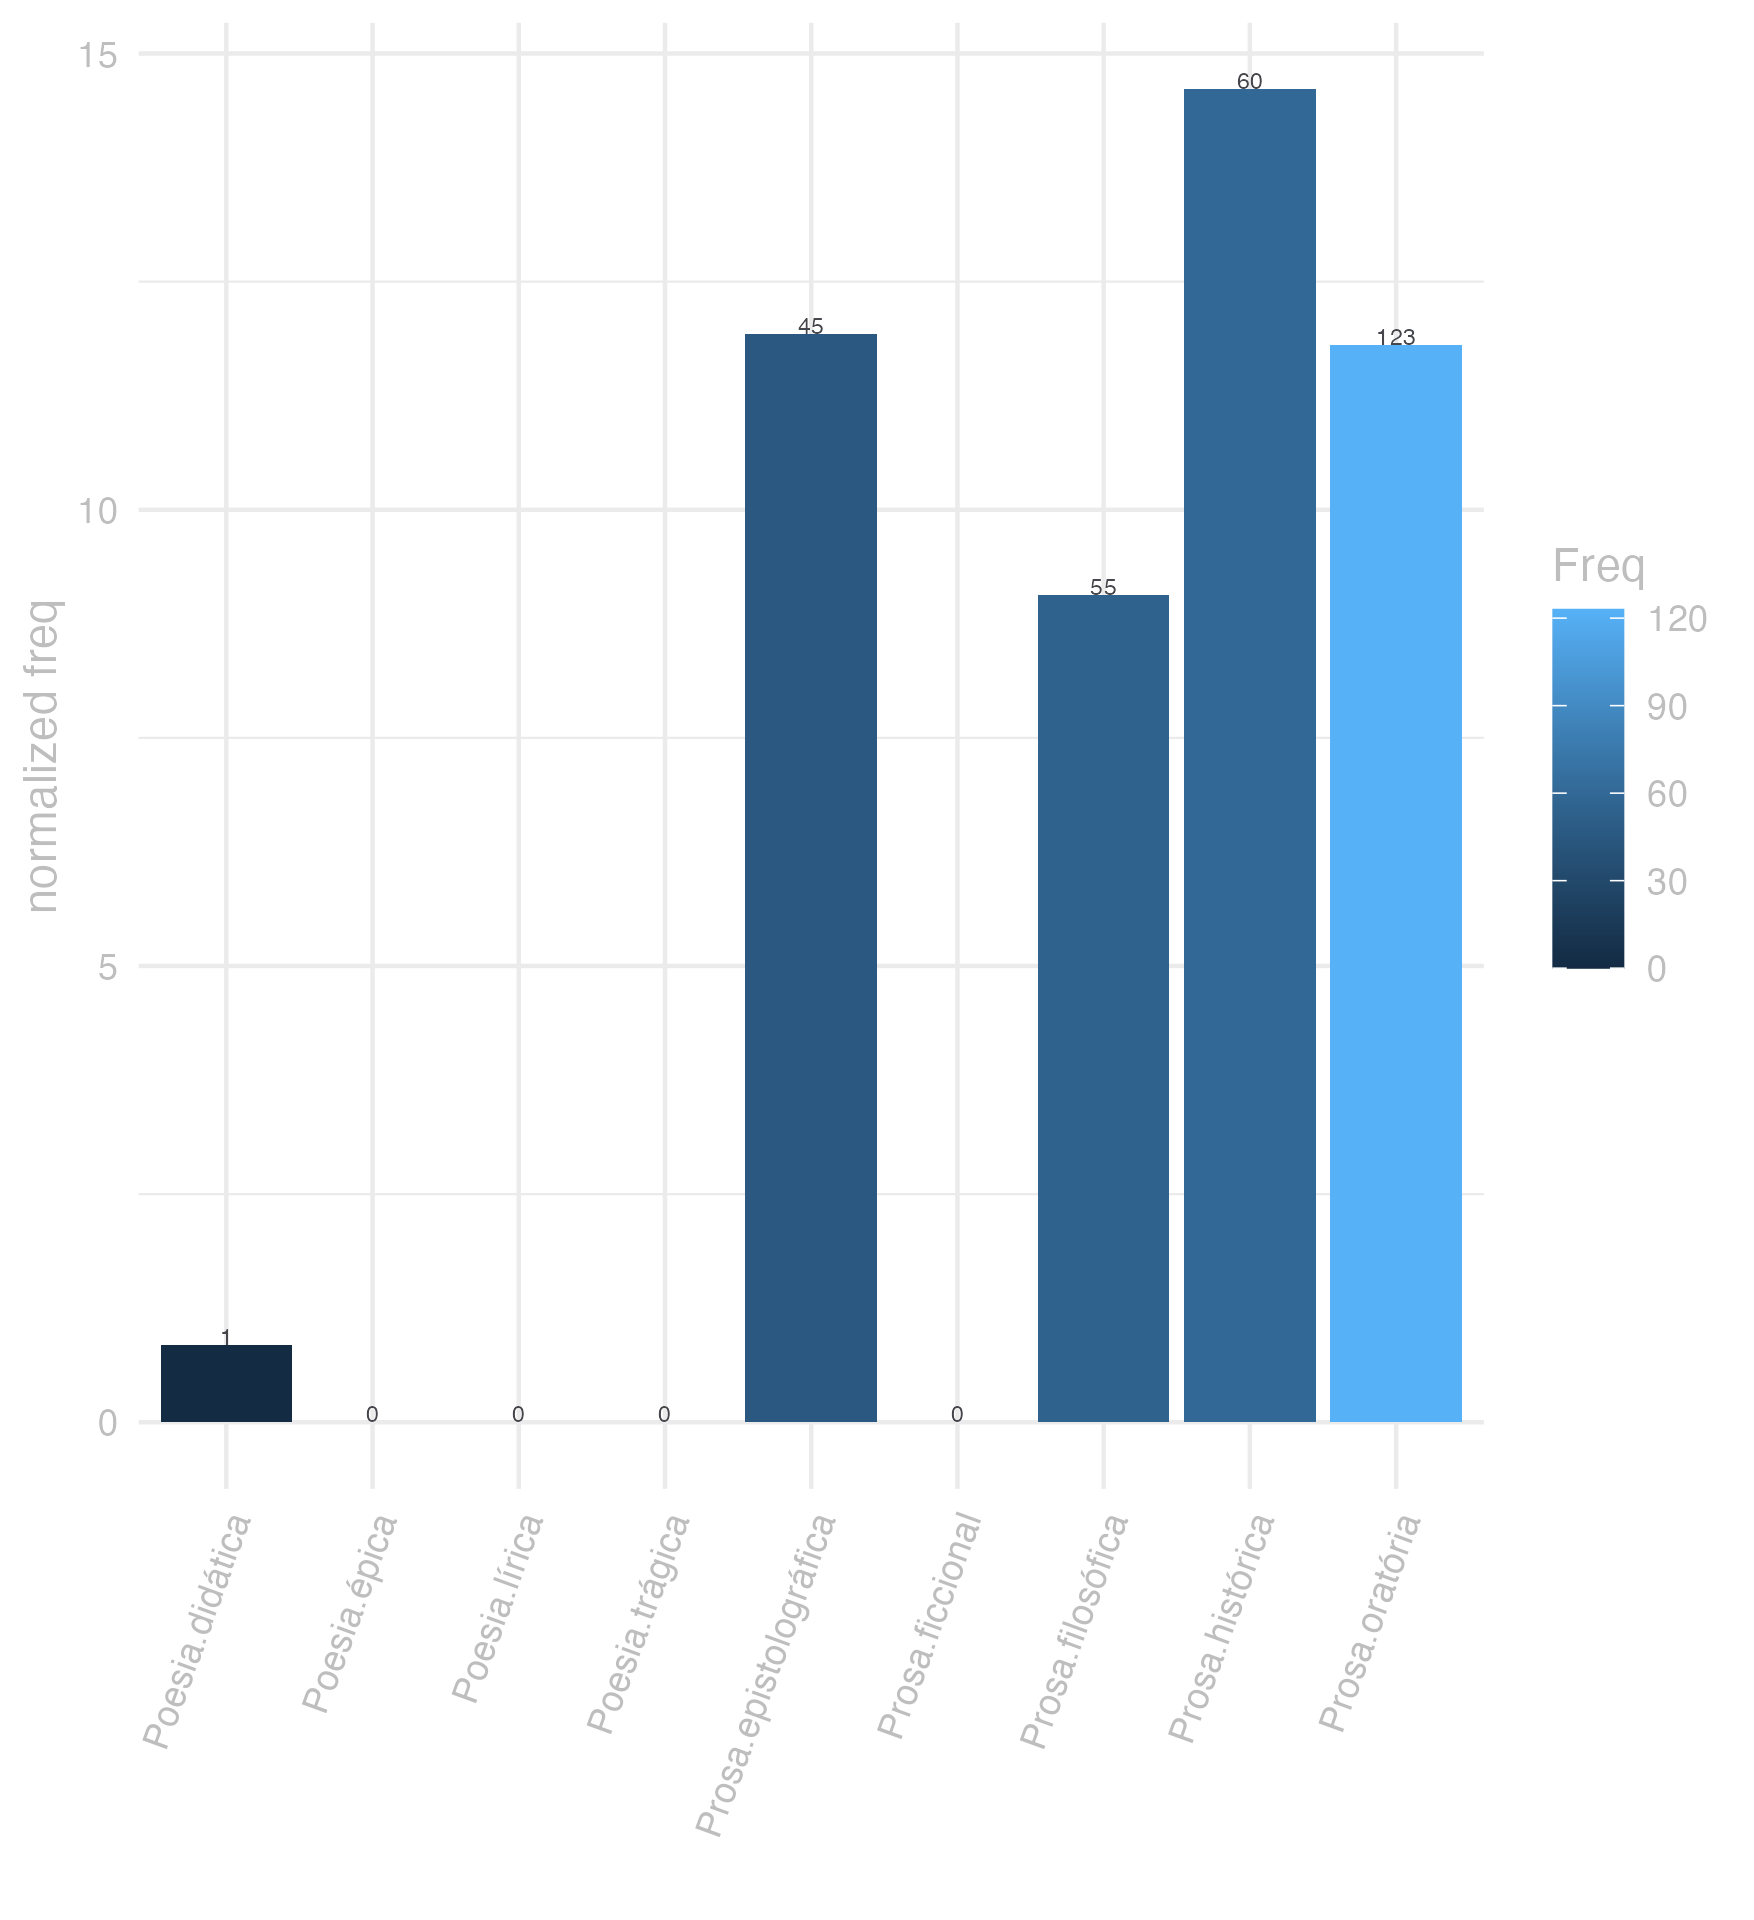 15
10
5
0
normalized freq
1
0
0
0
45
0
55
60
123
Poesia.didática
Poesia.épica
Poesia.lírica
Poesia.trágica
Prosa.epistolográfica
Prosa.ficcional
Prosa.filosófica
Prosa.histórica
Prosa.oratória
Freq
120
90
60
30
0